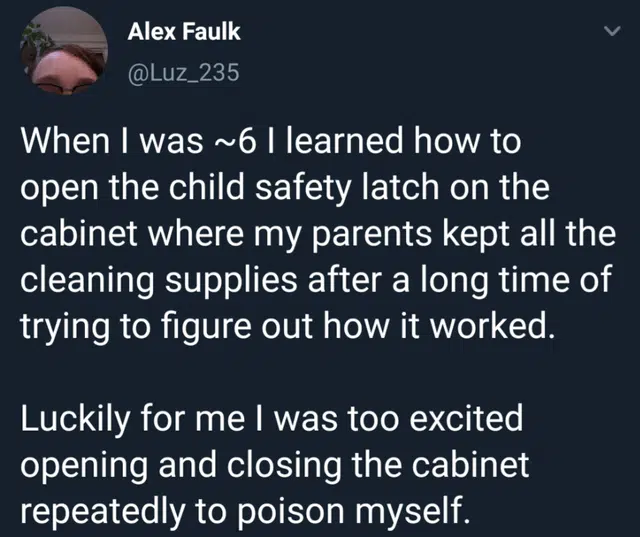 Alex Faulk
@Luz_235
When I was ~6 I learned how to
open the child safety latch on the
cabinet where my parents kept all the
cleaning supplies after a long time of
trying to figure out how it worked.
Luckily for me I was too excited
opening and closing the cabinet
repeatedly to poison myself.